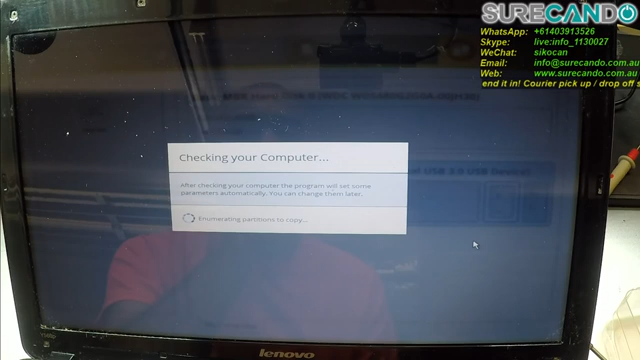 SURECANDO
WhatsApp: +61403913526
Skype: live:info_1130027
WeChat: sikocan
Email: info@surecando.com.au
Web: www.surecando.com.au
end it in! Courier pick up / drop off s
Checking your Computer...
After checking your computer the program will set some
parameters automatically. You can change them later.
Enumerating partitions to copy...
lenovo